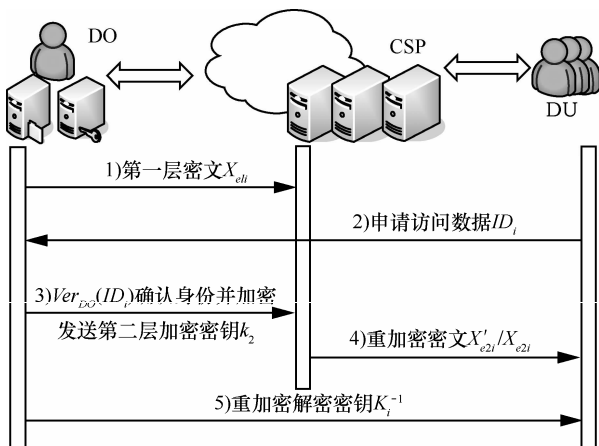 DO
CSP
DU
1)第一层密文X_{eli}
2)申请访问数据ID_i
3)Ver_{DO}(ID_i)确认身份并加密
发送第二层加密密钥k_2
4)重加密密文X'_{e2i}/X_{e2i}
5)重加密解密密钥K_i^{-1}